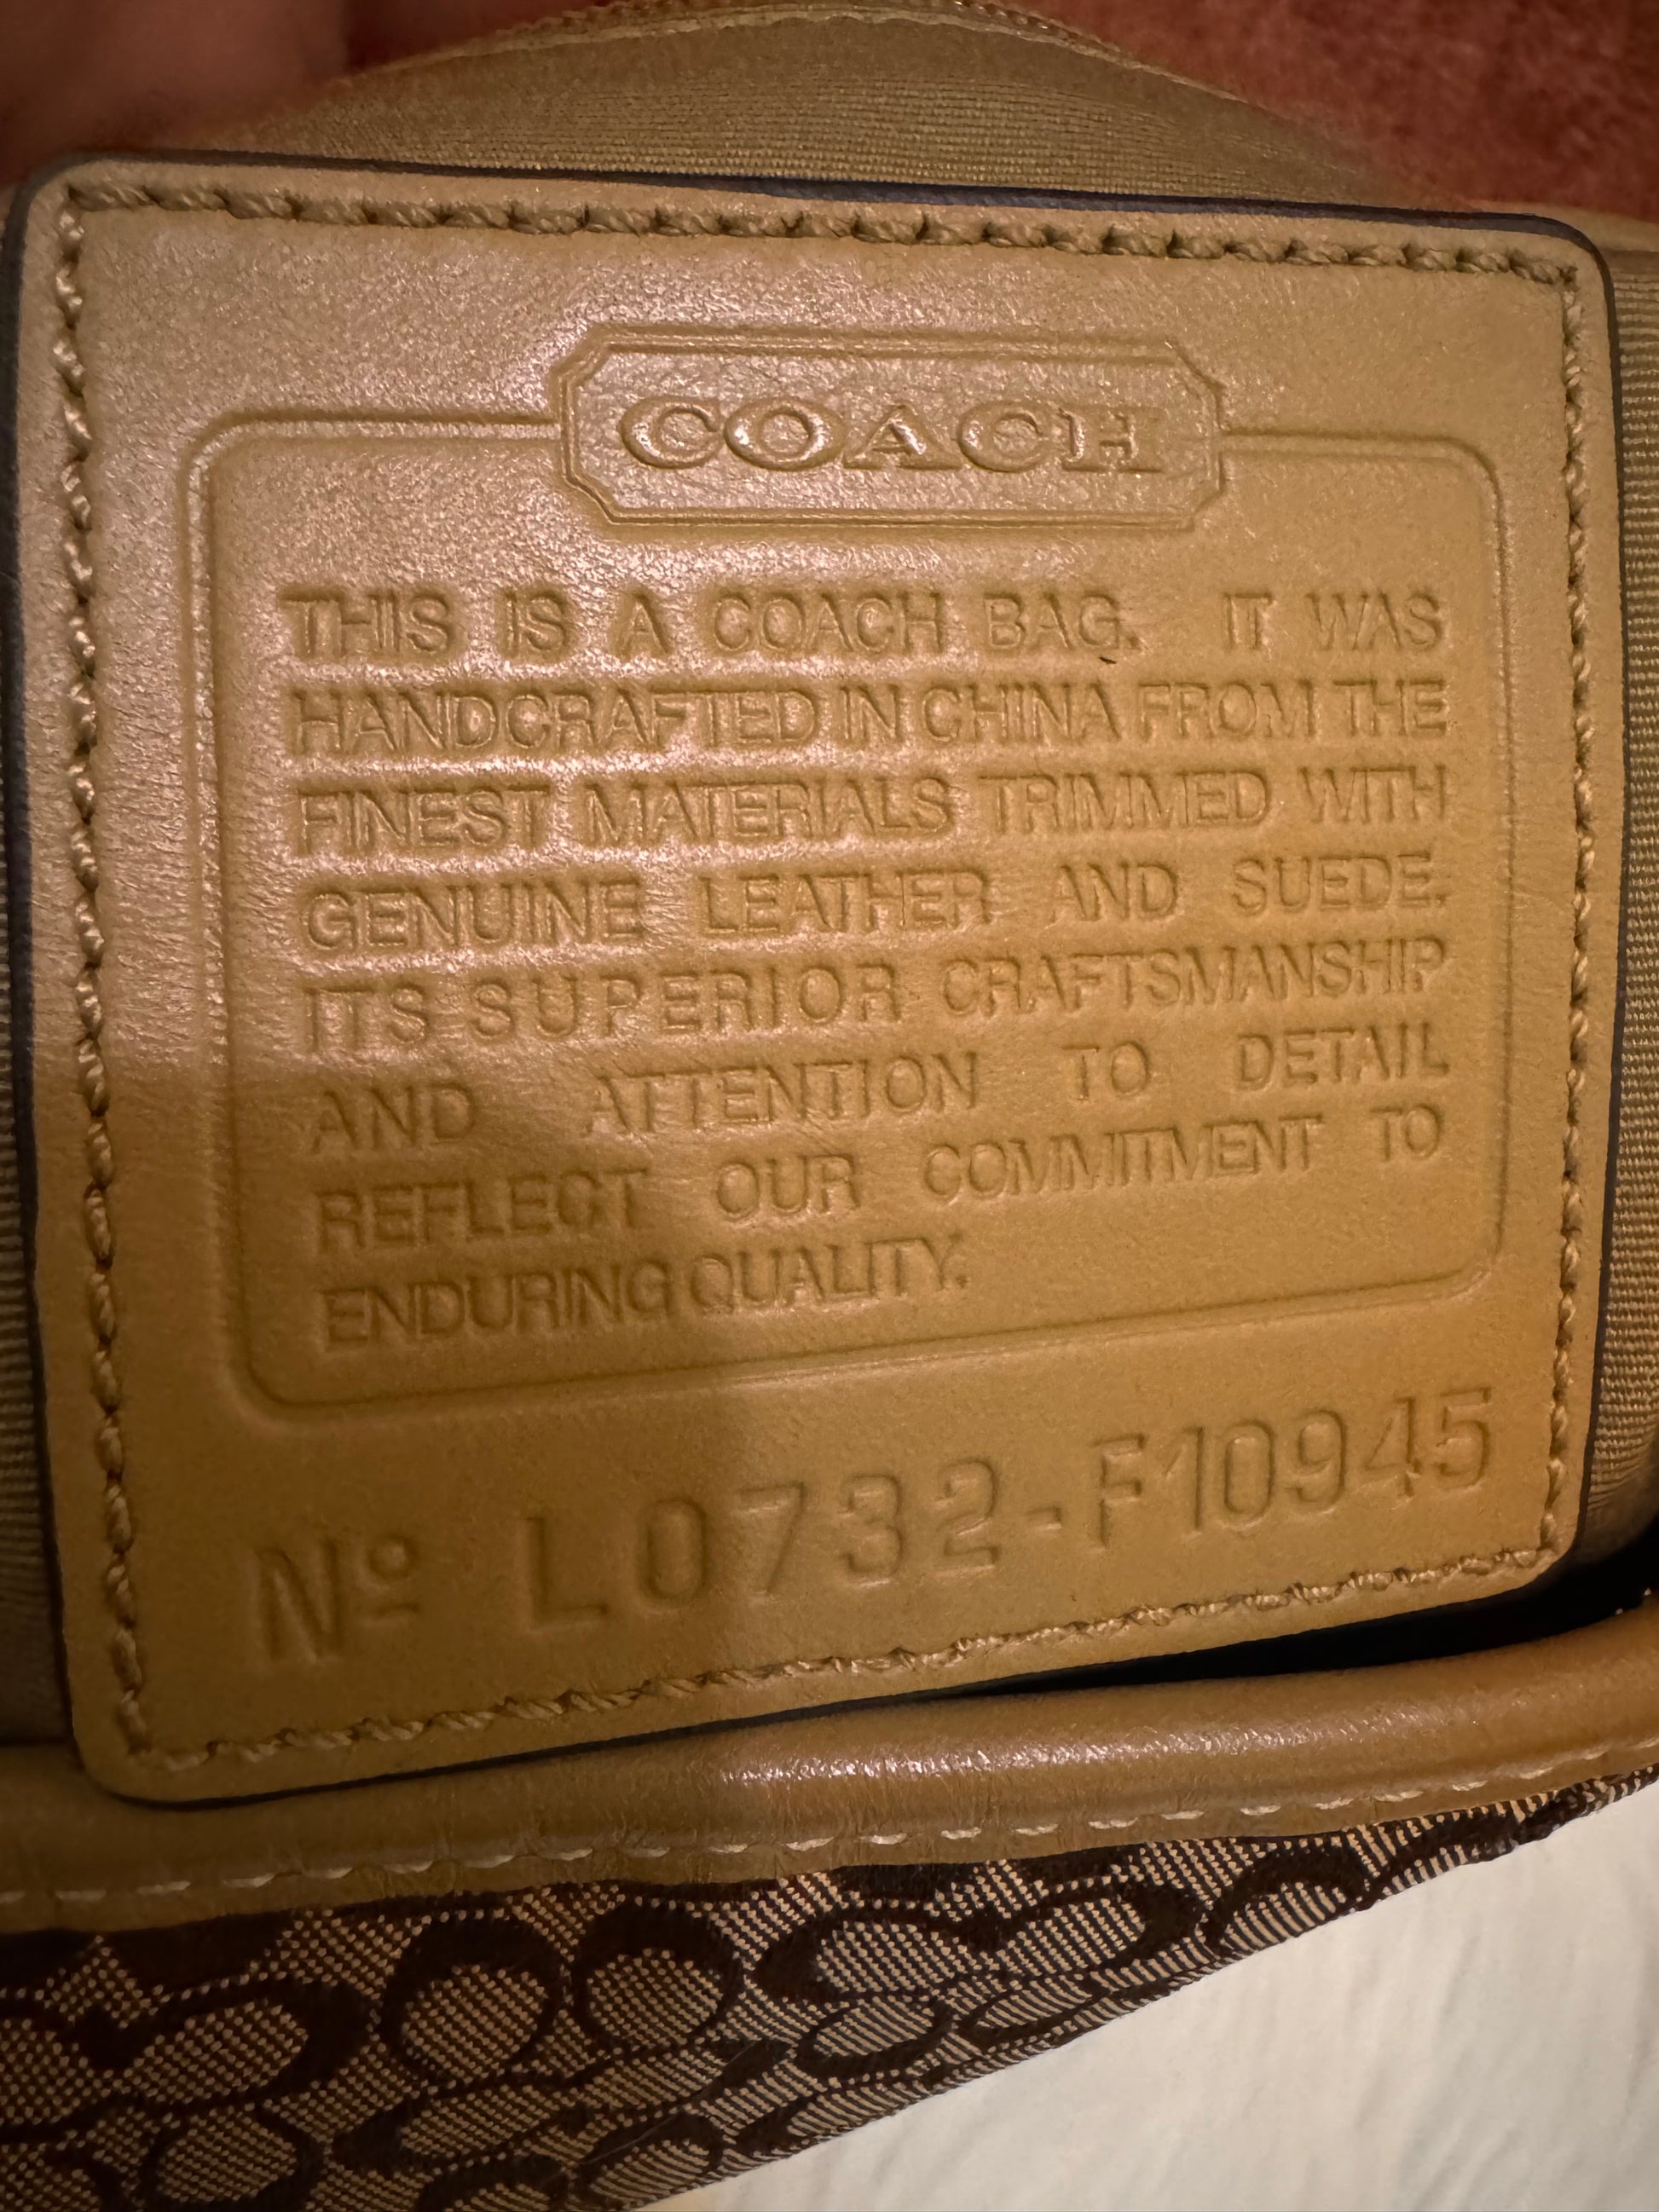 COACH
THIS IS A COACH BAG. IT WAS
HANDCRAFTED IN CHINA FROM THE
FINEST MATERIALS TRIMMED WITH
GENUINE LEATHER AND SUEDE.
ITS SUPERIOR CRAFTSMANSHIP
AND ATTENTION TO DETAIL
REFLECT OUR COMMITMENT TO
ENDURING QUALITY.
Nº L0732-F10945